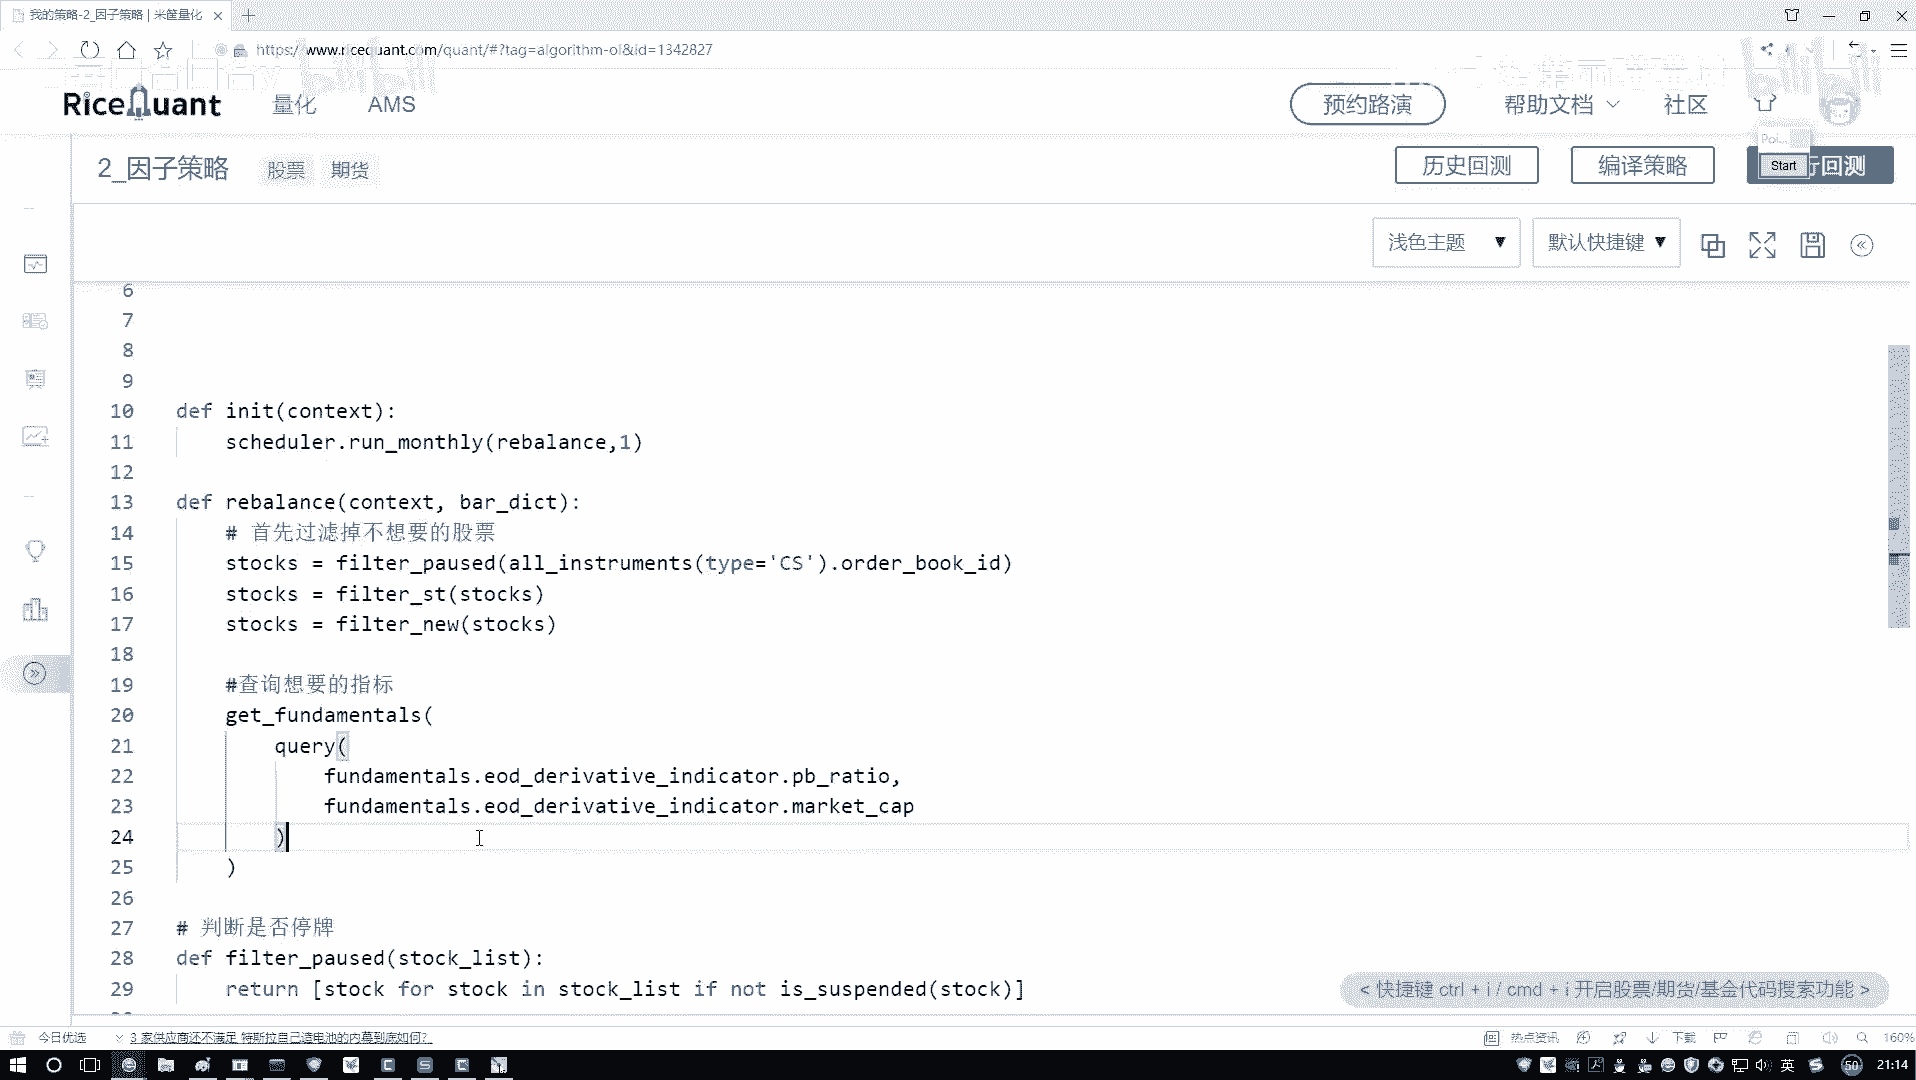 我的策略-2_因子策略 | 米筐量化
https://www.ricequant.com/quant/#?tag=algorithm-ol&id=1342827
bilibili
bilibili
RiceQuant 量化 AMS 预约路演 帮助文档 社区
Poi...
2_因子策略 股票 期货 历史回测 编译策略 Start 行回测
浅色主题 ▼ 默认快捷键 ▼
6
7
8
9
10 def init(context):
11 scheduler.run_monthly(rebalance,1)
12
13 def rebalance(context, bar_dict):
14 # 首先过滤掉不想要的股票
15 stocks = filter_paused(all_instruments(type='CS').order_book_id)
16 stocks = filter_st(stocks)
17 stocks = filter_new(stocks)
18
19 #查询想要的指标
20 get_fundamentals(
21 query(
22 fundamentals.eod_derivative_indicator.pb_ratio,
23 fundamentals.eod_derivative_indicator.market_cap
24 )
25 )
26
27 # 判断是否停牌
28 def filter_paused(stock_list):
29 return [stock for stock in stock_list if not is_suspended(stock)]
< 快捷键 ctrl + i / cmd + i 开启股票/期货/基金代码搜索功能 >
今日优选 3家供应商还不满足 特斯拉自己造电池的内幕到底如何? 热点资讯 下载 160%
英 50 21:14